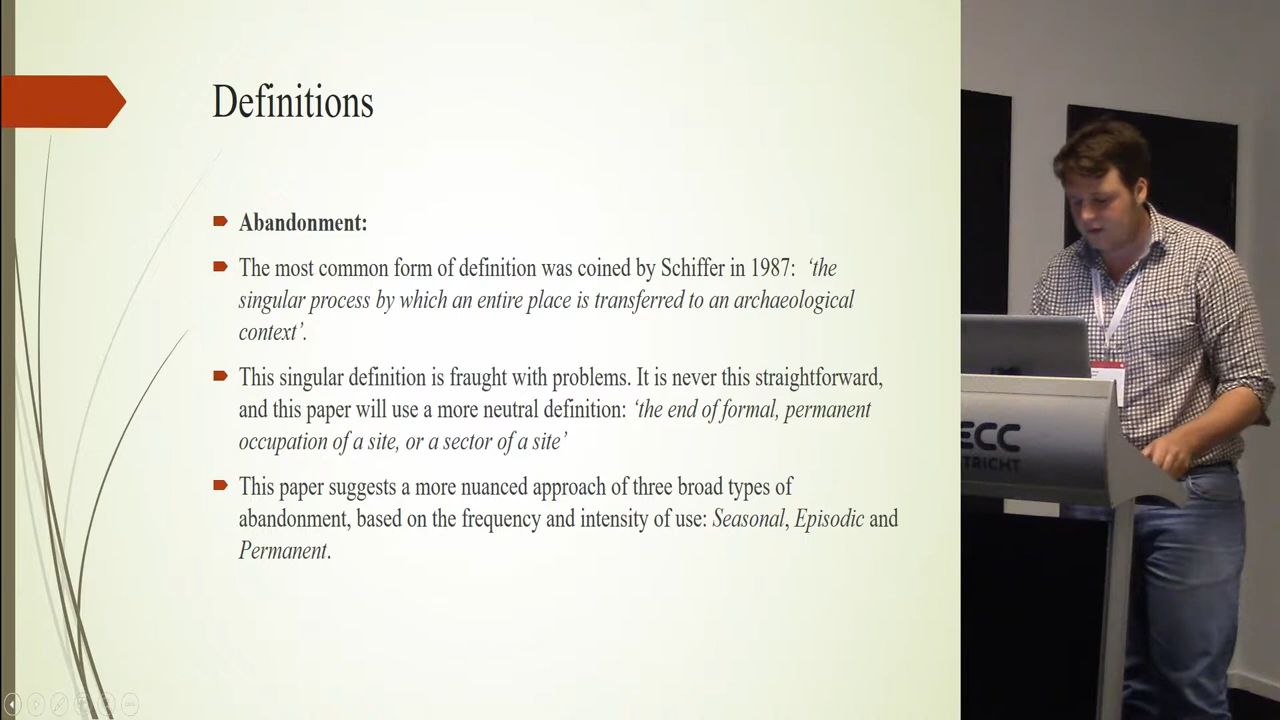 Definitions
Abandonment:
The most common form of definition was coined by Schiffer in 1987: ‘the
singular process by which an entire place is transferred to an archaeological
context’.
This singular definition is fraught with problems. It is never this straightforward,
and this paper will use a more neutral definition: ‘the end of formal, permanent
occupation of a site, or a sector of a site’
This paper suggests a more nuanced approach of three broad types of
abandonment, based on the frequency and intensity of use: Seasonal, Episodic and
Permanent.
ECC
TRICHT